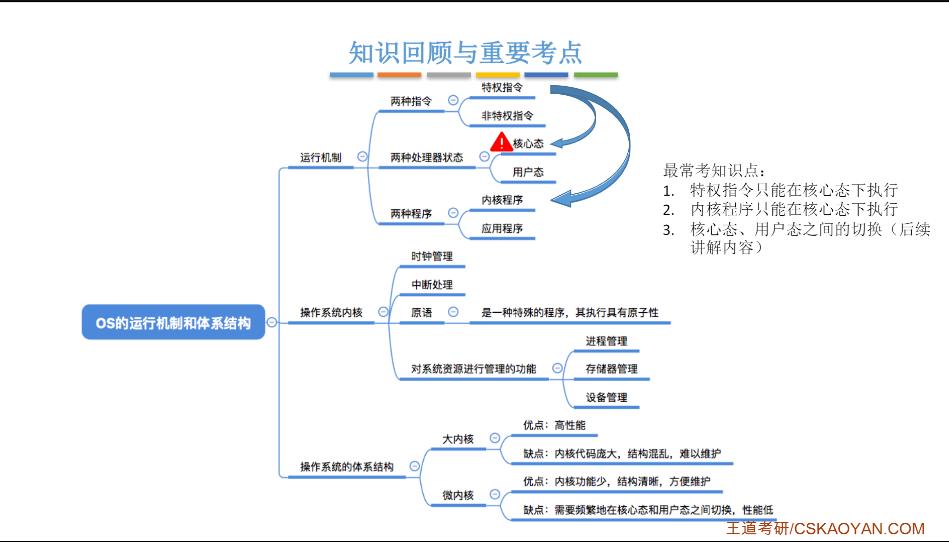 知识回顾与重要考点
特权指令
两种指令
非特权指令
核心态
运行机制
两种处理器状态
用户态
内核程序
两种程序
应用程序
最常考知识点：
1. 特权指令只能在核心态下执行
2. 内核程序只能在核心态下执行
3. 核心态、用户态之间的切换（后续
讲解内容）
时钟管理
中断处理
OS的运行机制和体系结构
操作系统内核
原语
是一种特殊的程序，其执行具有原子性
进程管理
对系统资源进行管理的功能
存储器管理
设备管理
优点：高性能
大内核
缺点：内核代码庞大，结构混乱，难以维护
操作系统的体系结构
优点：内核功能少，结构清晰，方便维护
微内核
缺点：需要频繁地在核心态和用户态之间切换，性能低
王道考研/CSKAOYAN.COM